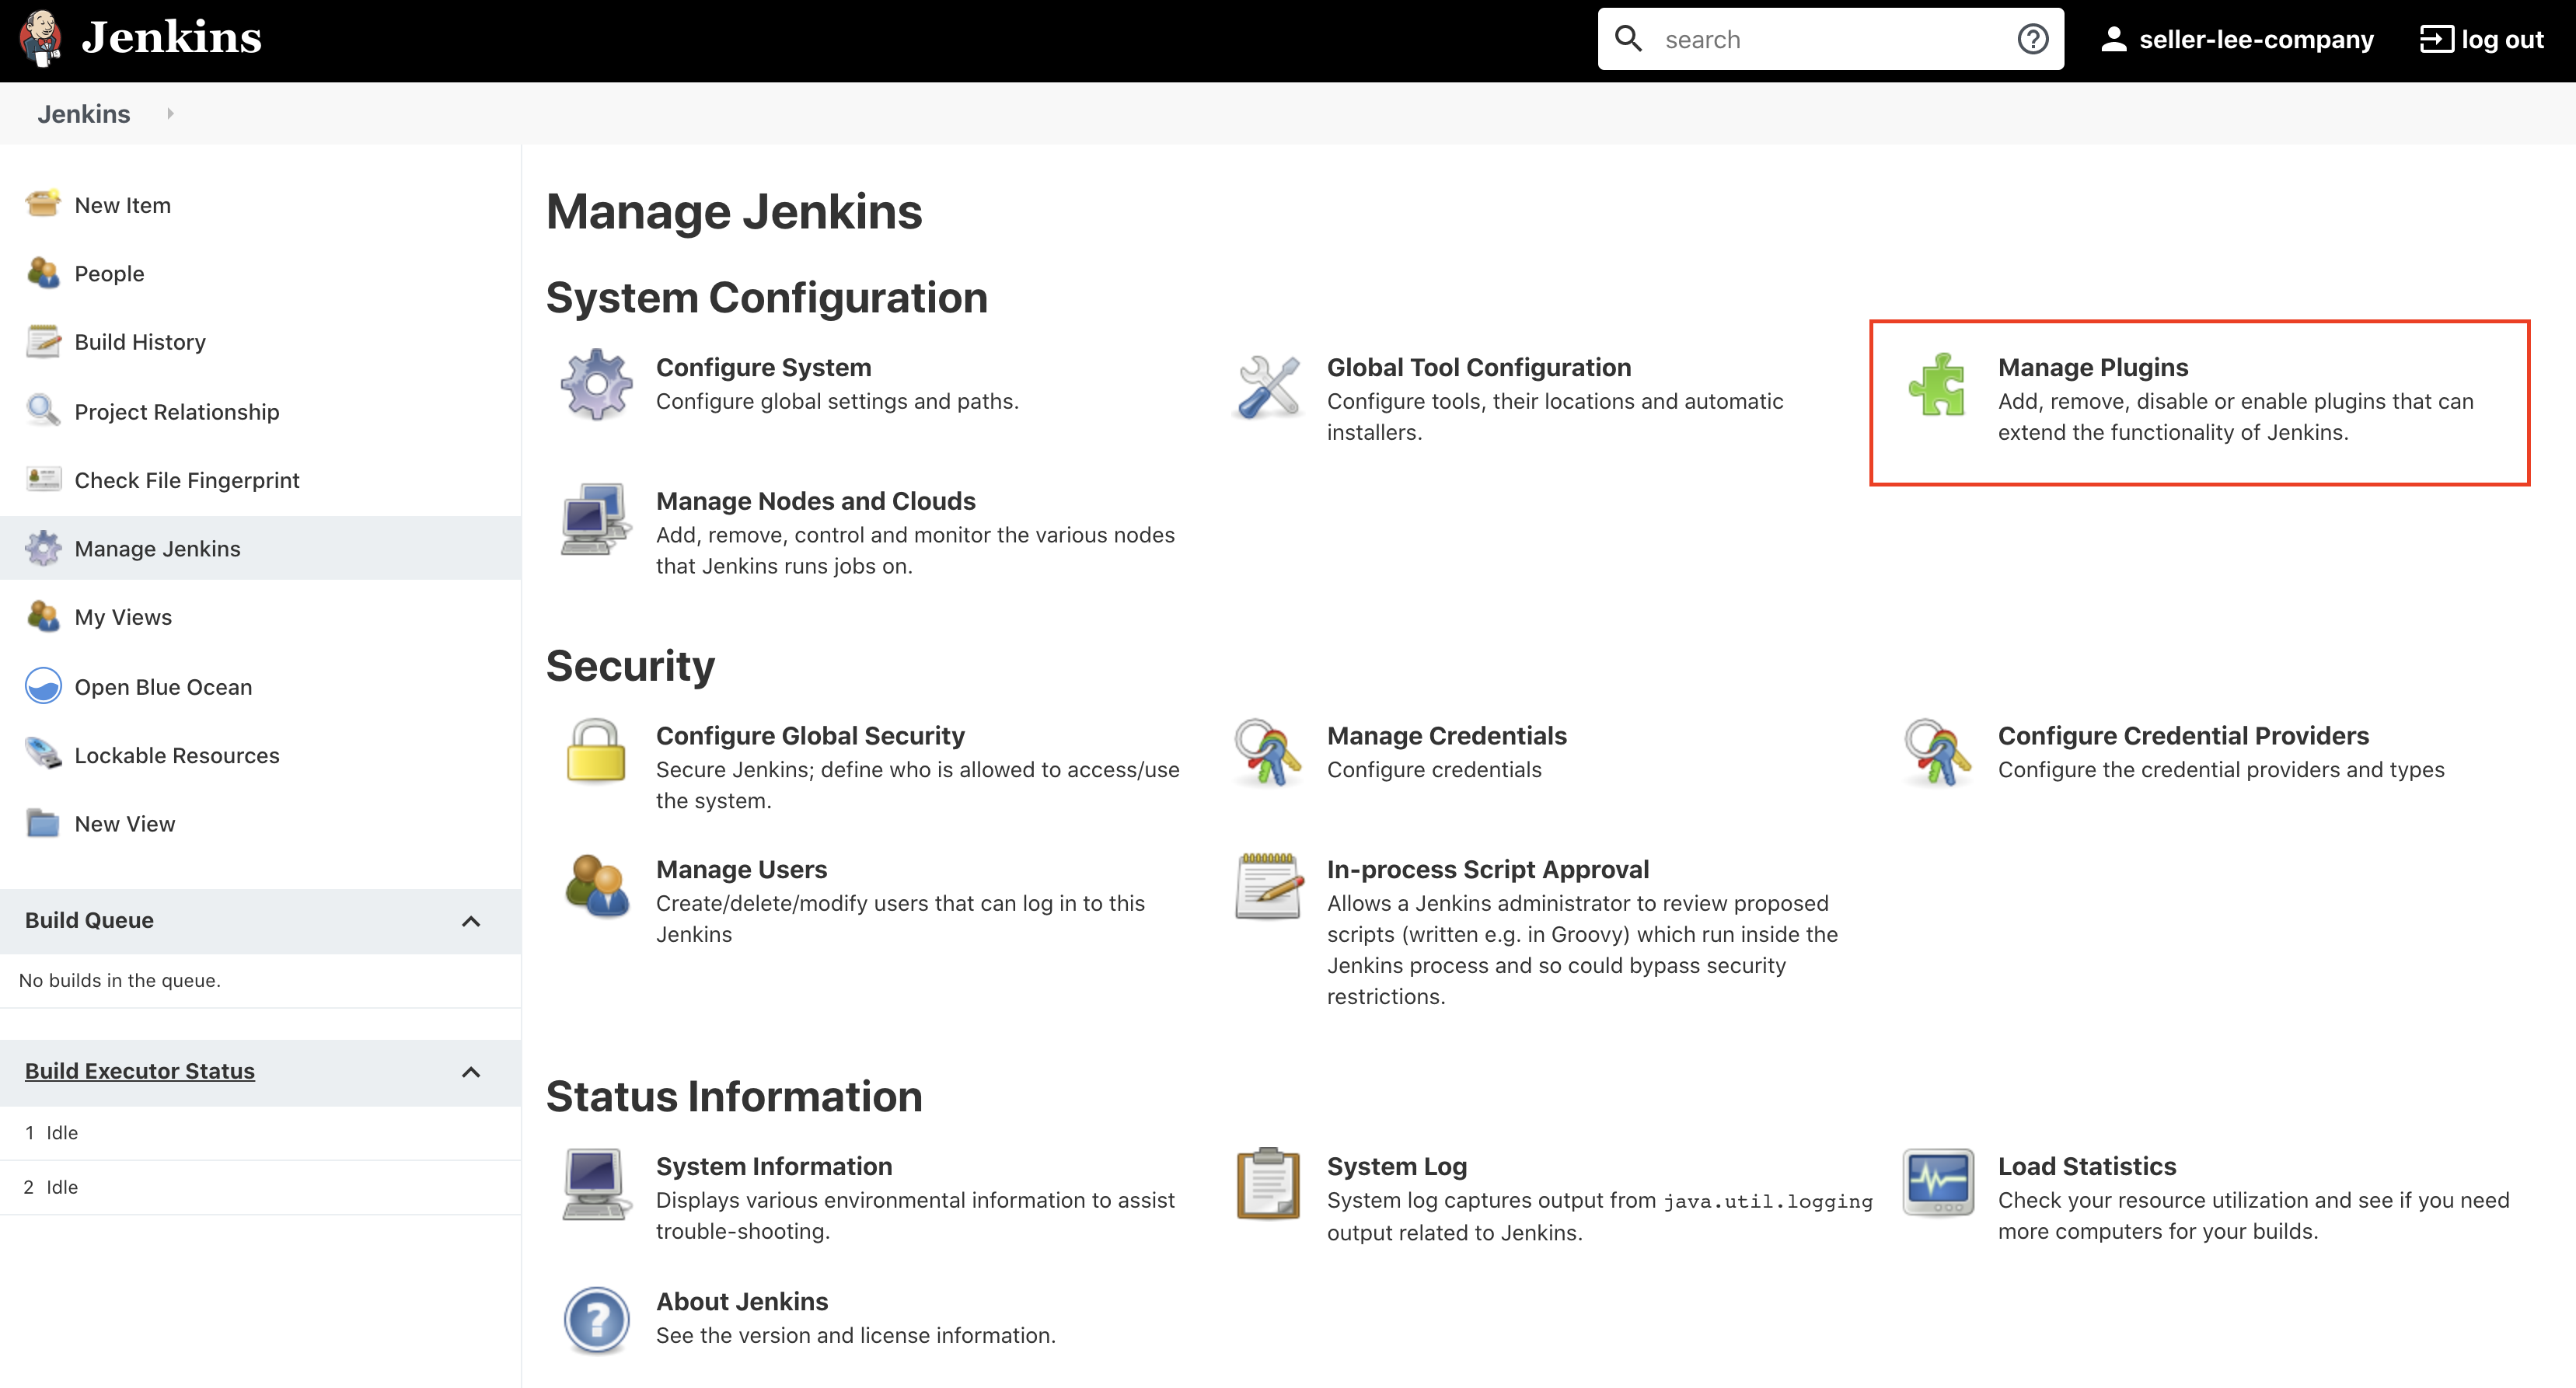 Jenkins
search
seller-lee-company
log out
Jenkins
New Item
People
Build History
Project Relationship
Check File Fingerprint
Manage Jenkins
My Views
Open Blue Ocean
Lockable Resources
New View
Build Queue
No builds in the queue.
Build Executor Status
1 Idle
2 Idle
Manage Jenkins
System Configuration
Configure System
Configure global settings and paths.
Global Tool Configuration
Configure tools, their locations and automatic
installers.
Manage Plugins
Add, remove, disable or enable plugins that can
extend the functionality of Jenkins.
Manage Nodes and Clouds
Add, remove, control and monitor the various nodes
that Jenkins runs jobs on.
Security
Configure Global Security
Secure Jenkins; define who is allowed to access/use
the system.
Manage Credentials
Configure credentials
Configure Credential Providers
Configure the credential providers and types
Manage Users
Create/delete/modify users that can log in to this
Jenkins
In-process Script Approval
Allows a Jenkins administrator to review proposed
scripts (written e.g. in Groovy) which run inside the
Jenkins process and so could bypass security
restrictions.
Status Information
System Information
Displays various environmental information to assist
trouble-shooting.
System Log
System log captures output from java.util.logging
output related to Jenkins.
Load Statistics
Check your resource utilization and see if you need
more computers for your builds.
About Jenkins
See the version and license information.